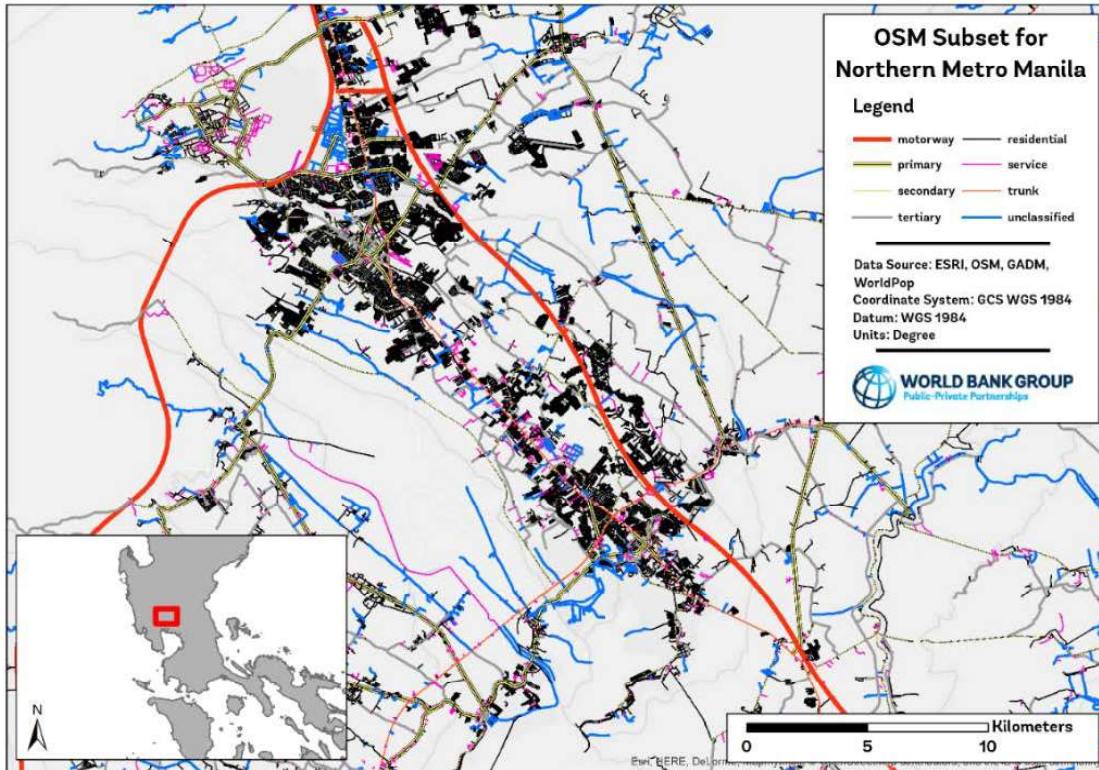 OSM Subset for
Northern Metro Manila
Legend
motorway
residential
primary
service
secondary
trunk
tertiary
unclassified
Data Source: ESRI, OSM, GADM,
WorldPop
Coordinate System: GCS WGS 1984
Datum: WGS 1984
Units: Degree
WORLD BANK GROUP
Public-Private Partnerships
N
Kilometers
0 5 10
Esri, HERE, DeLorme,